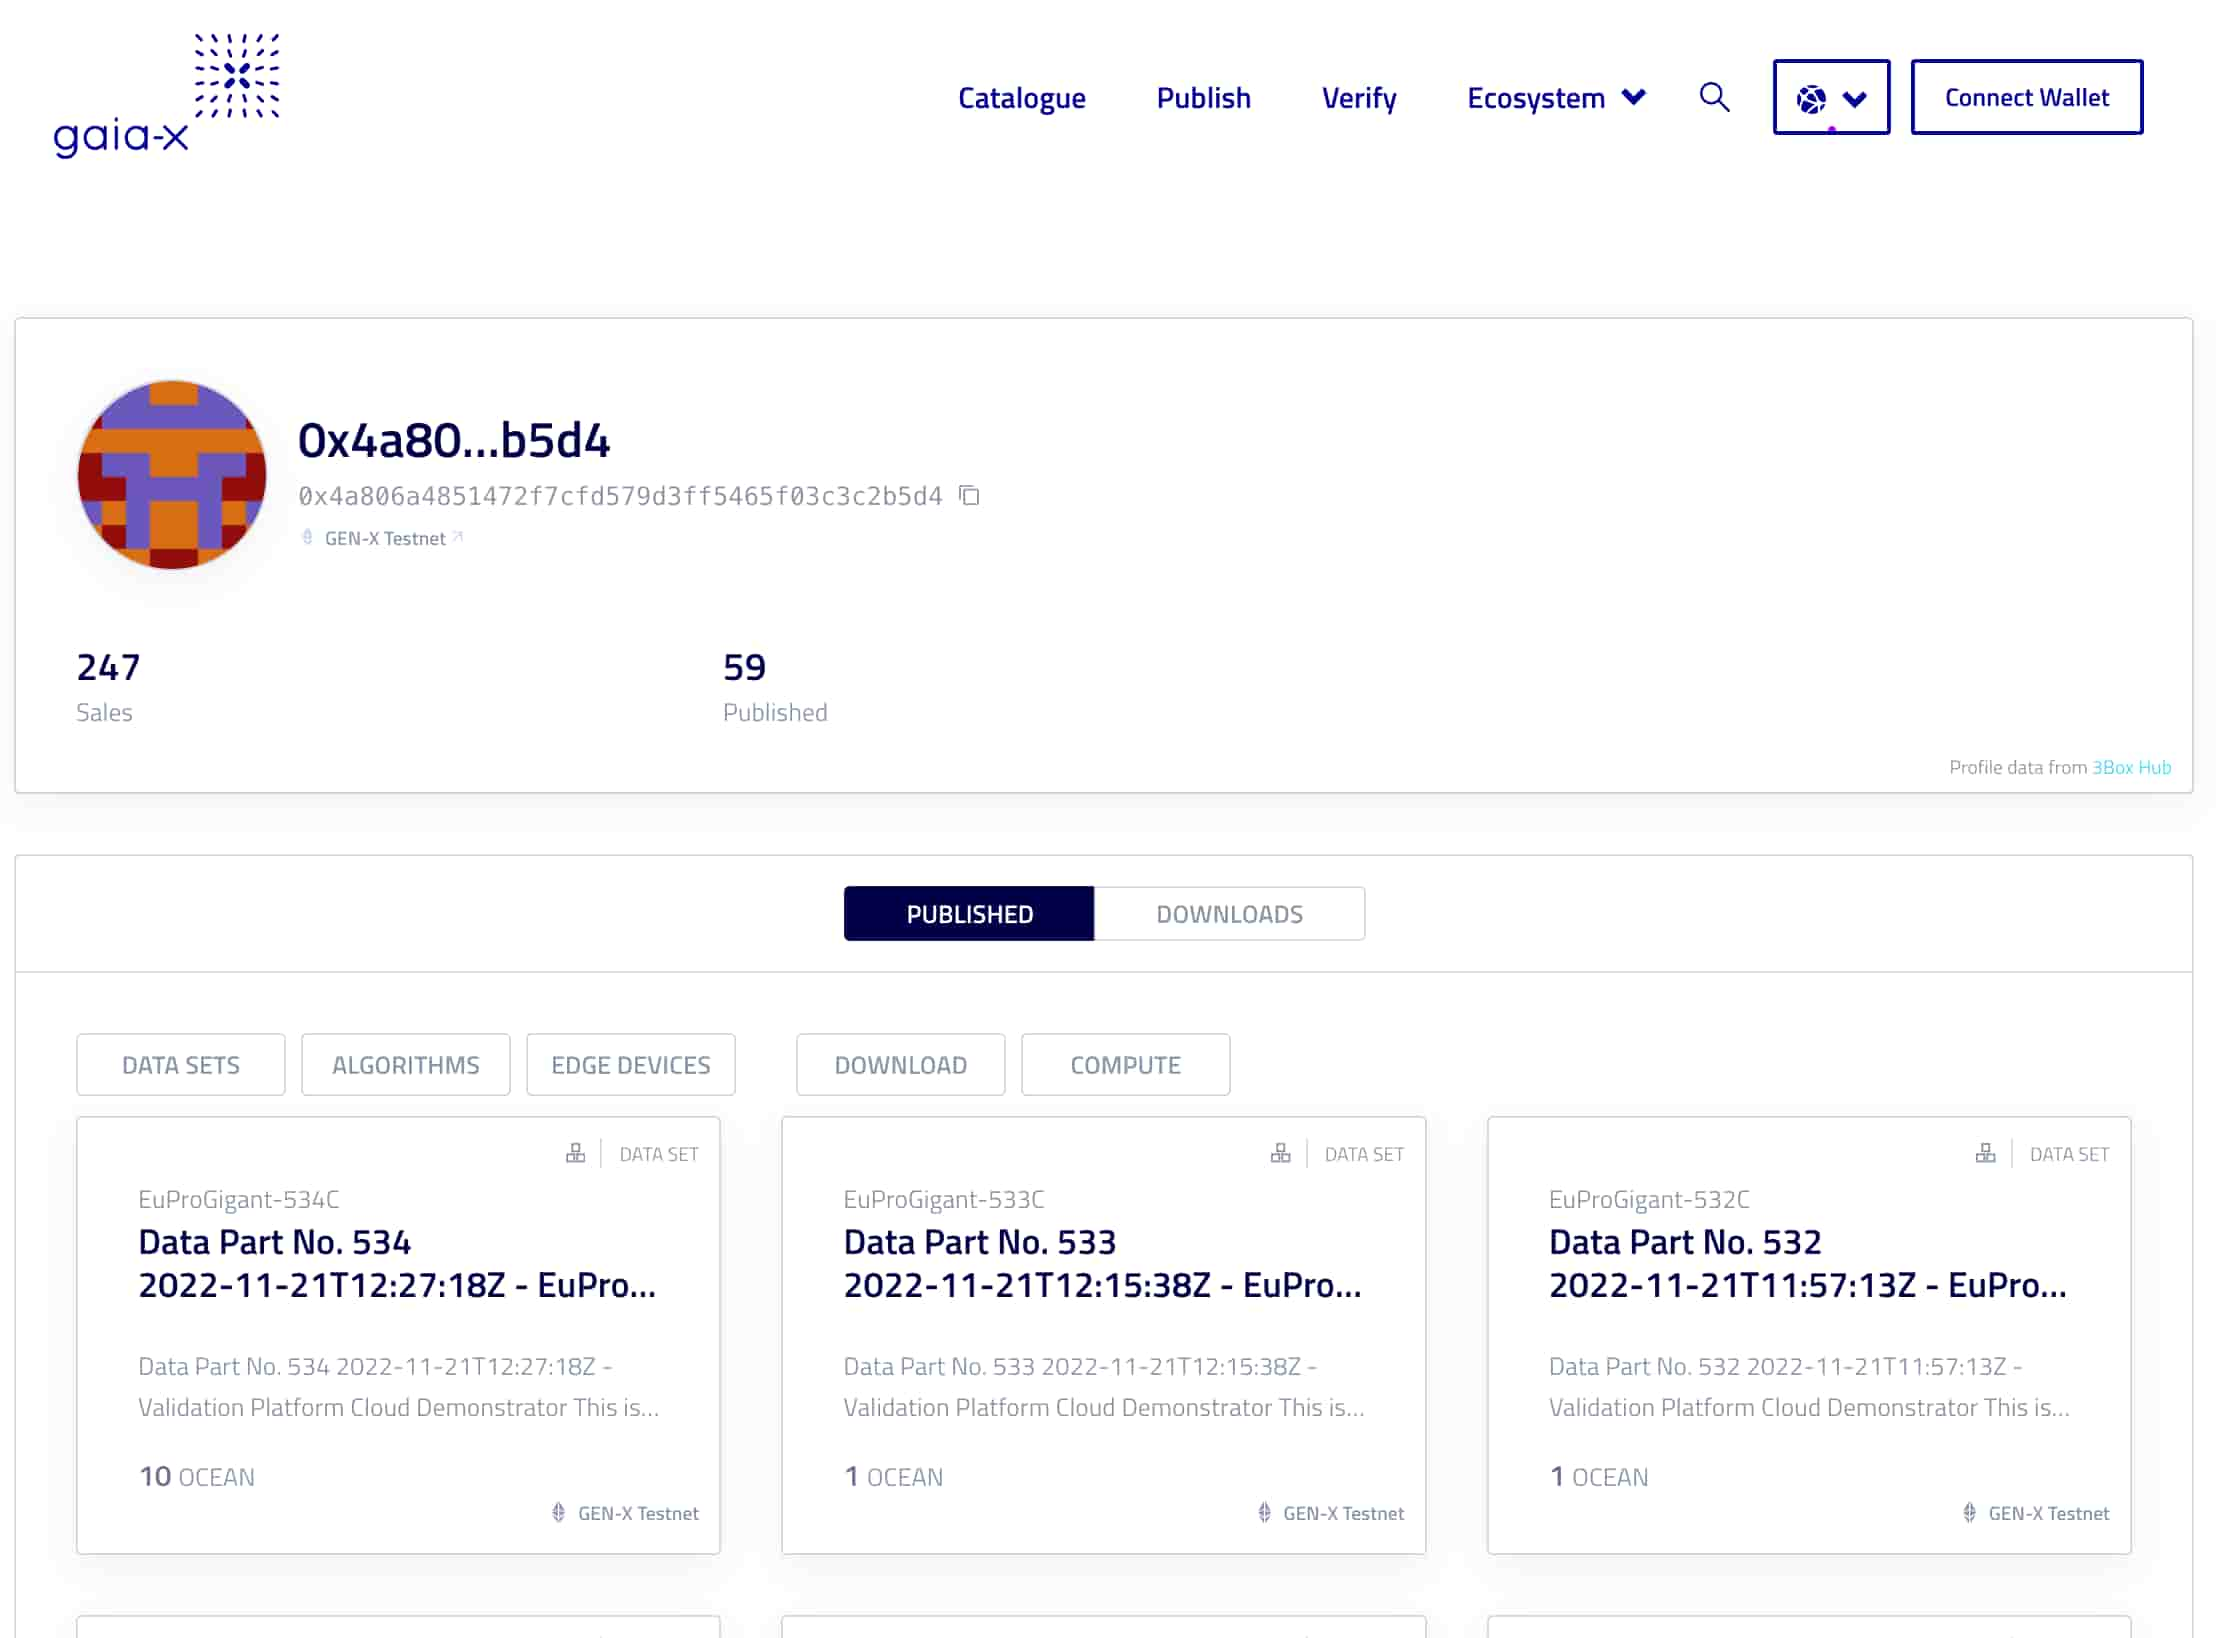 gaia-x
Catalogue
Publish
Verify
Ecosystem
Connect Wallet
0x4a80...b5d4
0x4a806a4851472f7cfd579d3ff5465f03c3c2b5d4
GEN-X Testnet
247
Sales
59
Published
Profile data from 3Box Hub
PUBLISHED
DOWNLOADS
DATA SETS
ALGORITHMS
EDGE DEVICES
DOWNLOAD
COMPUTE
DATA SET
EuProGigant-534C
Data Part No. 534
2022-11-21T12:27:18Z - EuPro...
Data Part No. 534 2022-11-21T12:27:18Z -
Validation Platform Cloud Demonstrator This is...
10 OCEAN
GEN-X Testnet
DATA SET
EuProGigant-533C
Data Part No. 533
2022-11-21T12:15:38Z - EuPro...
Data Part No. 533 2022-11-21T12:15:38Z -
Validation Platform Cloud Demonstrator This is...
1 OCEAN
GEN-X Testnet
DATA SET
EuProGigant-532C
Data Part No. 532
2022-11-21T11:57:13Z - EuPro...
Data Part No. 532 2022-11-21T11:57:13Z -
Validation Platform Cloud Demonstrator This is...
1 OCEAN
GEN-X Testnet